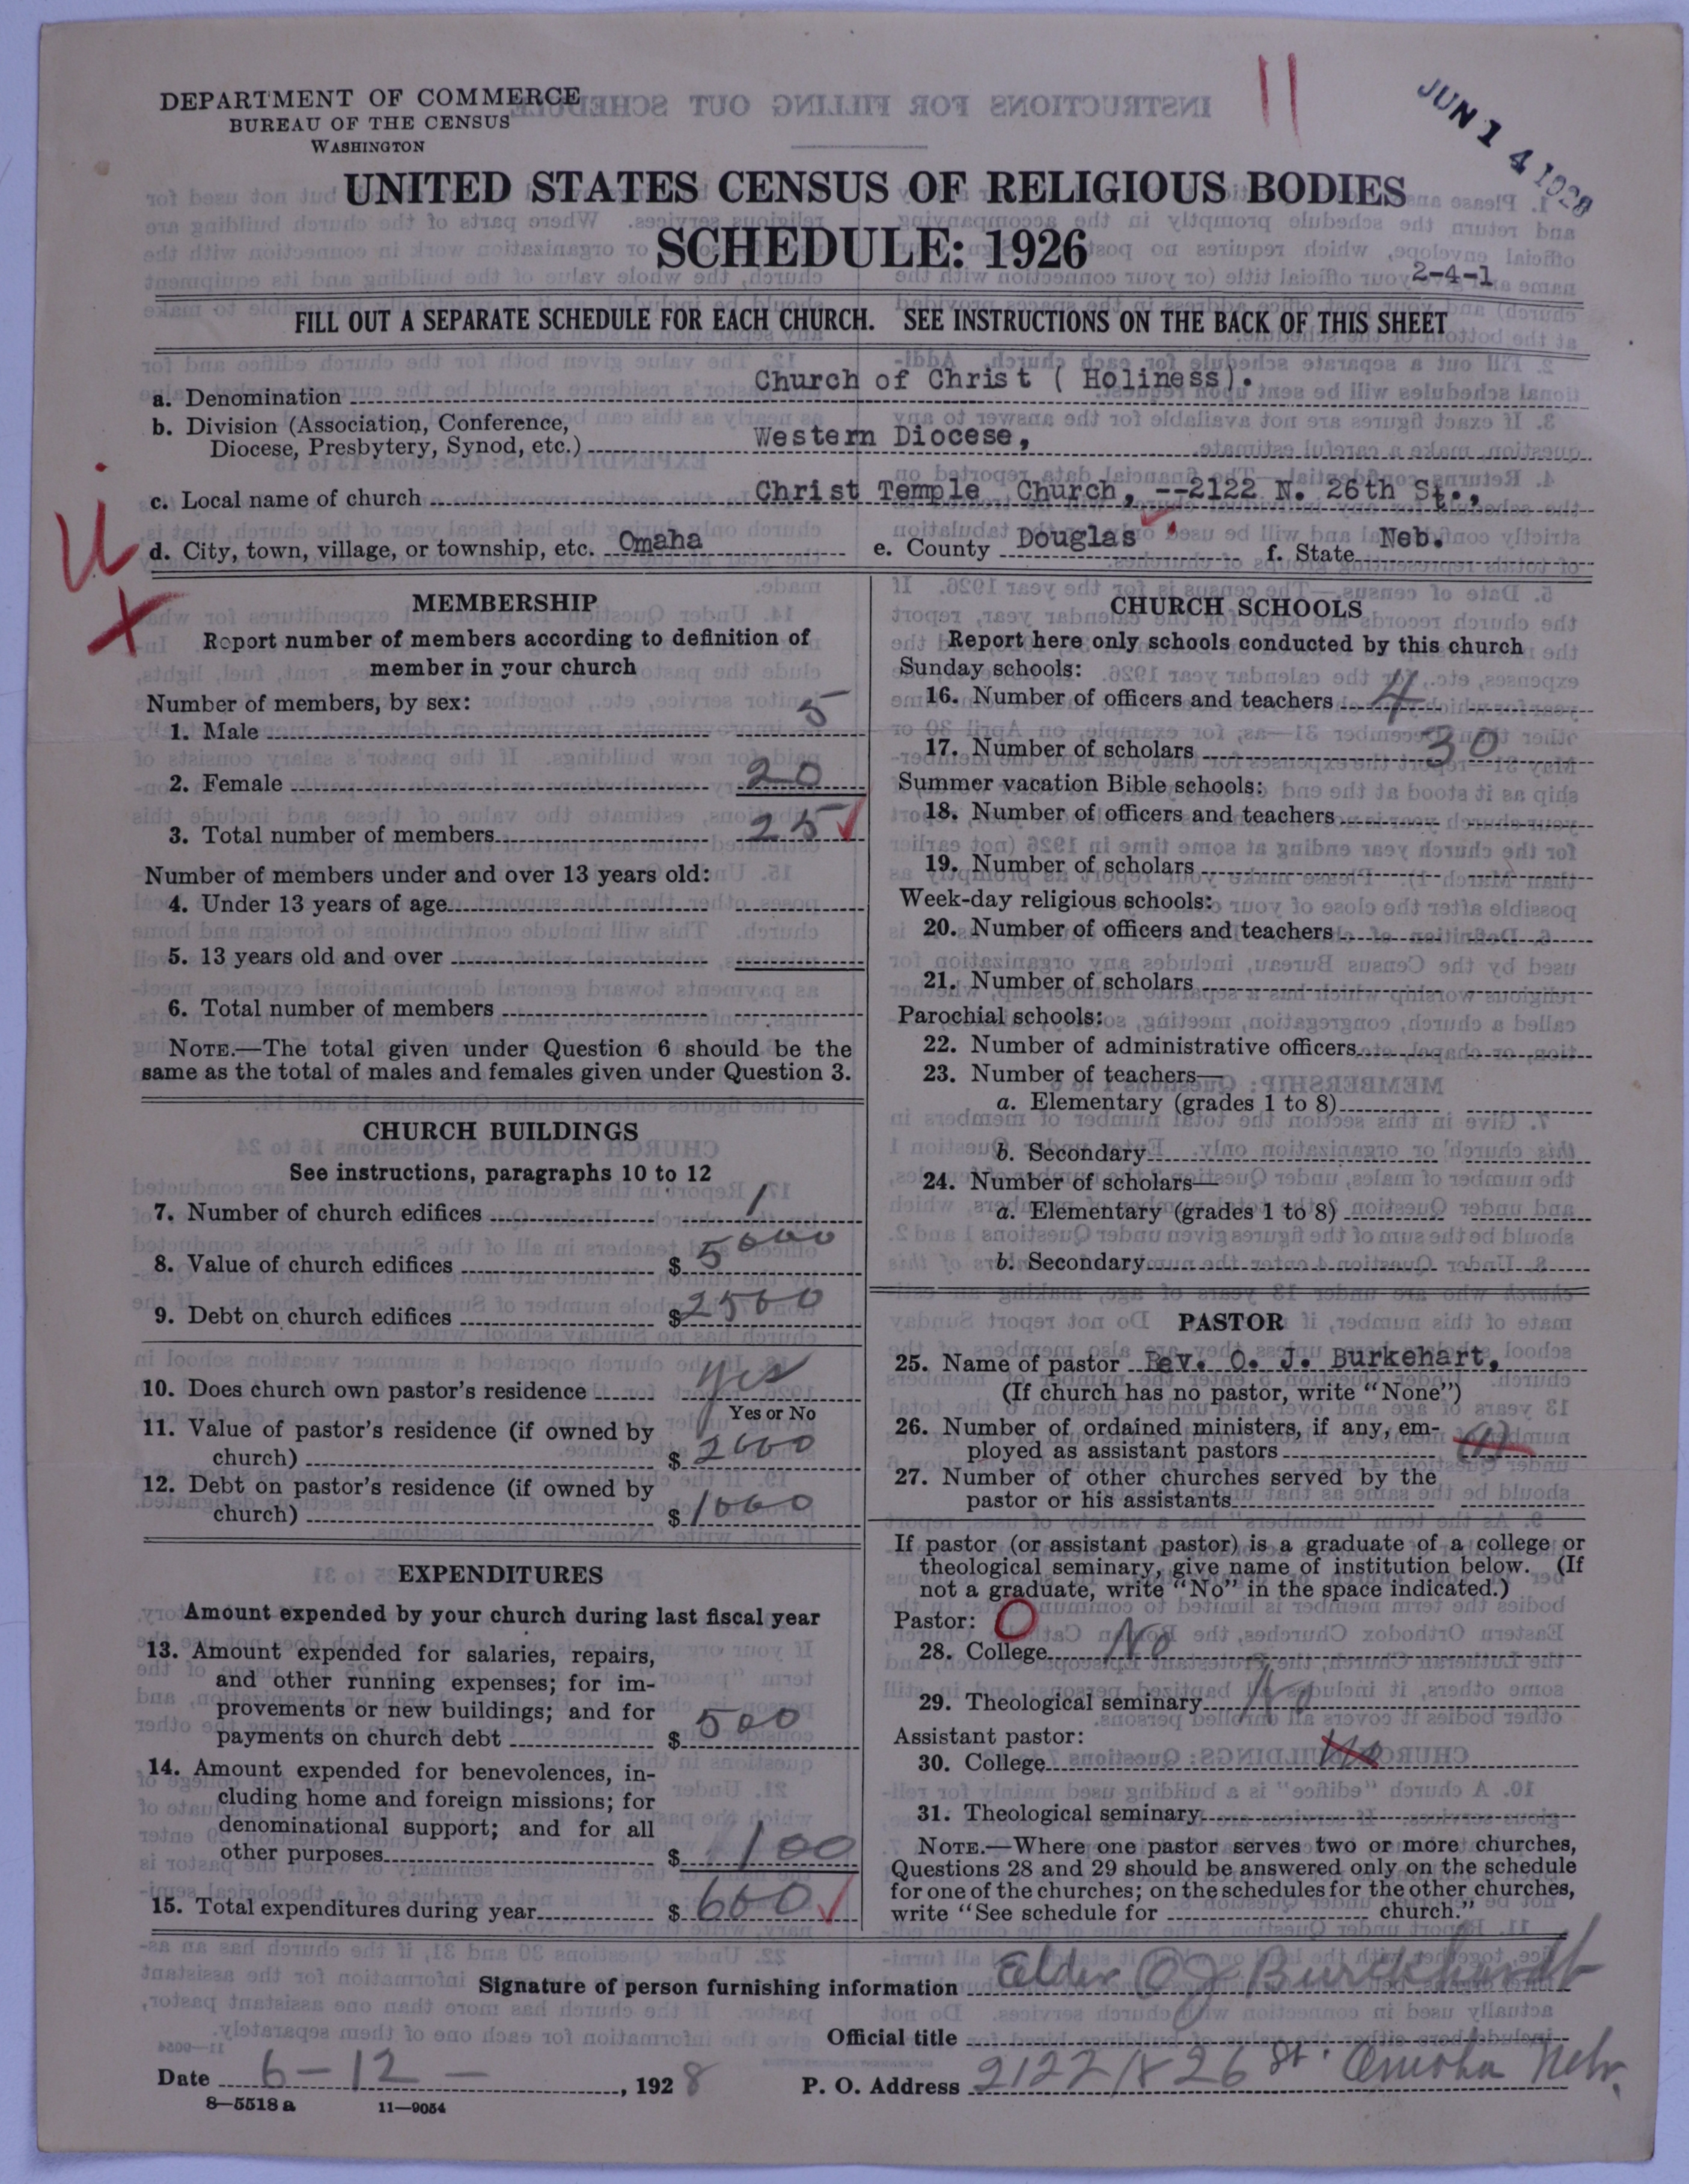 DEPARTMENT OF COMMERCE
BUREAU OF THE CENSUS
WASHINGTON
11
JUN 14 1928
UNITED STATES CENSUS OF RELIGIOUS BODIES
SCHEDULE: 1926
2-4-1
FILL OUT A SEPARATE SCHEDULE FOR EACH CHURCH. SEE INSTRUCTIONS ON THE BACK OF THIS SHEET
a. Denomination Church of Christ ( Holiness).
b. Division (Association, Conference,
Diocese, Presbytery, Synod, etc.) Western Diocese,
c. Local name of church Christ Temple Church, --2122 N. 26th St.,
d. City, town, village, or township, etc. Omaha e. County Douglas f. State Neb.
MEMBERSHIP
Report number of members according to definition of
member in your church
Number of members, by sex:
1. Male 5
2. Female 20
3. Total number of members 25
Number of members under and over 13 years old:
4. Under 13 years of age
5. 13 years old and over
6. Total number of members
NOTE.—The total given under Question 6 should be the
same as the total of males and females given under Question 3.
CHURCH BUILDINGS
See instructions, paragraphs 10 to 12
7. Number of church edifices 1
8. Value of church edifices $ 5000
9. Debt on church edifices $ 2500
10. Does church own pastor's residence yes
Yes or No
11. Value of pastor's residence (if owned by
church) $ 2000
12. Debt on pastor's residence (if owned by
church) $ 1000
EXPENDITURES
Amount expended by your church during last fiscal year
13. Amount expended for salaries, repairs,
and other running expenses; for im-
provements or new buildings; and for
payments on church debt $ 500
14. Amount expended for benevolences, in-
cluding home and foreign missions; for
denominational support; and for all
other purposes $ 100
15. Total expenditures during year $ 600
CHURCH SCHOOLS
Report here only schools conducted by this church
Sunday schools:
16. Number of officers and teachers 4
17. Number of scholars 30
Summer vacation Bible schools:
18. Number of officers and teachers
19. Number of scholars
Week-day religious schools:
20. Number of officers and teachers
21. Number of scholars
Parochial schools:
22. Number of administrative officers
23. Number of teachers—
a. Elementary (grades 1 to 8)
b. Secondary
24. Number of scholars—
a. Elementary (grades 1 to 8)
b. Secondary
PASTOR
25. Name of pastor Rev. O. J. Burkehart,
(If church has no pastor, write "None")
26. Number of ordained ministers, if any, em-
ployed as assistant pastors
27. Number of other churches served by the
pastor or his assistants
If pastor (or assistant pastor) is a graduate of a college or
theological seminary, give name of institution below. (If
not a graduate, write "No" in the space indicated.)
Pastor: O
28. College No
29. Theological seminary No
Assistant pastor:
30. College No
31. Theological seminary
NOTE.—Where one pastor serves two or more churches,
Questions 28 and 29 should be answered only on the schedule
for one of the churches; on the schedules for the other churches,
write "See schedule for church."
Signature of person furnishing information Elder O J Burckhardt
Official title
Date 6-12-, 1928 P. O. Address 2122 N 26 St. Omaha Nebr.
8—5518 a 11—9054